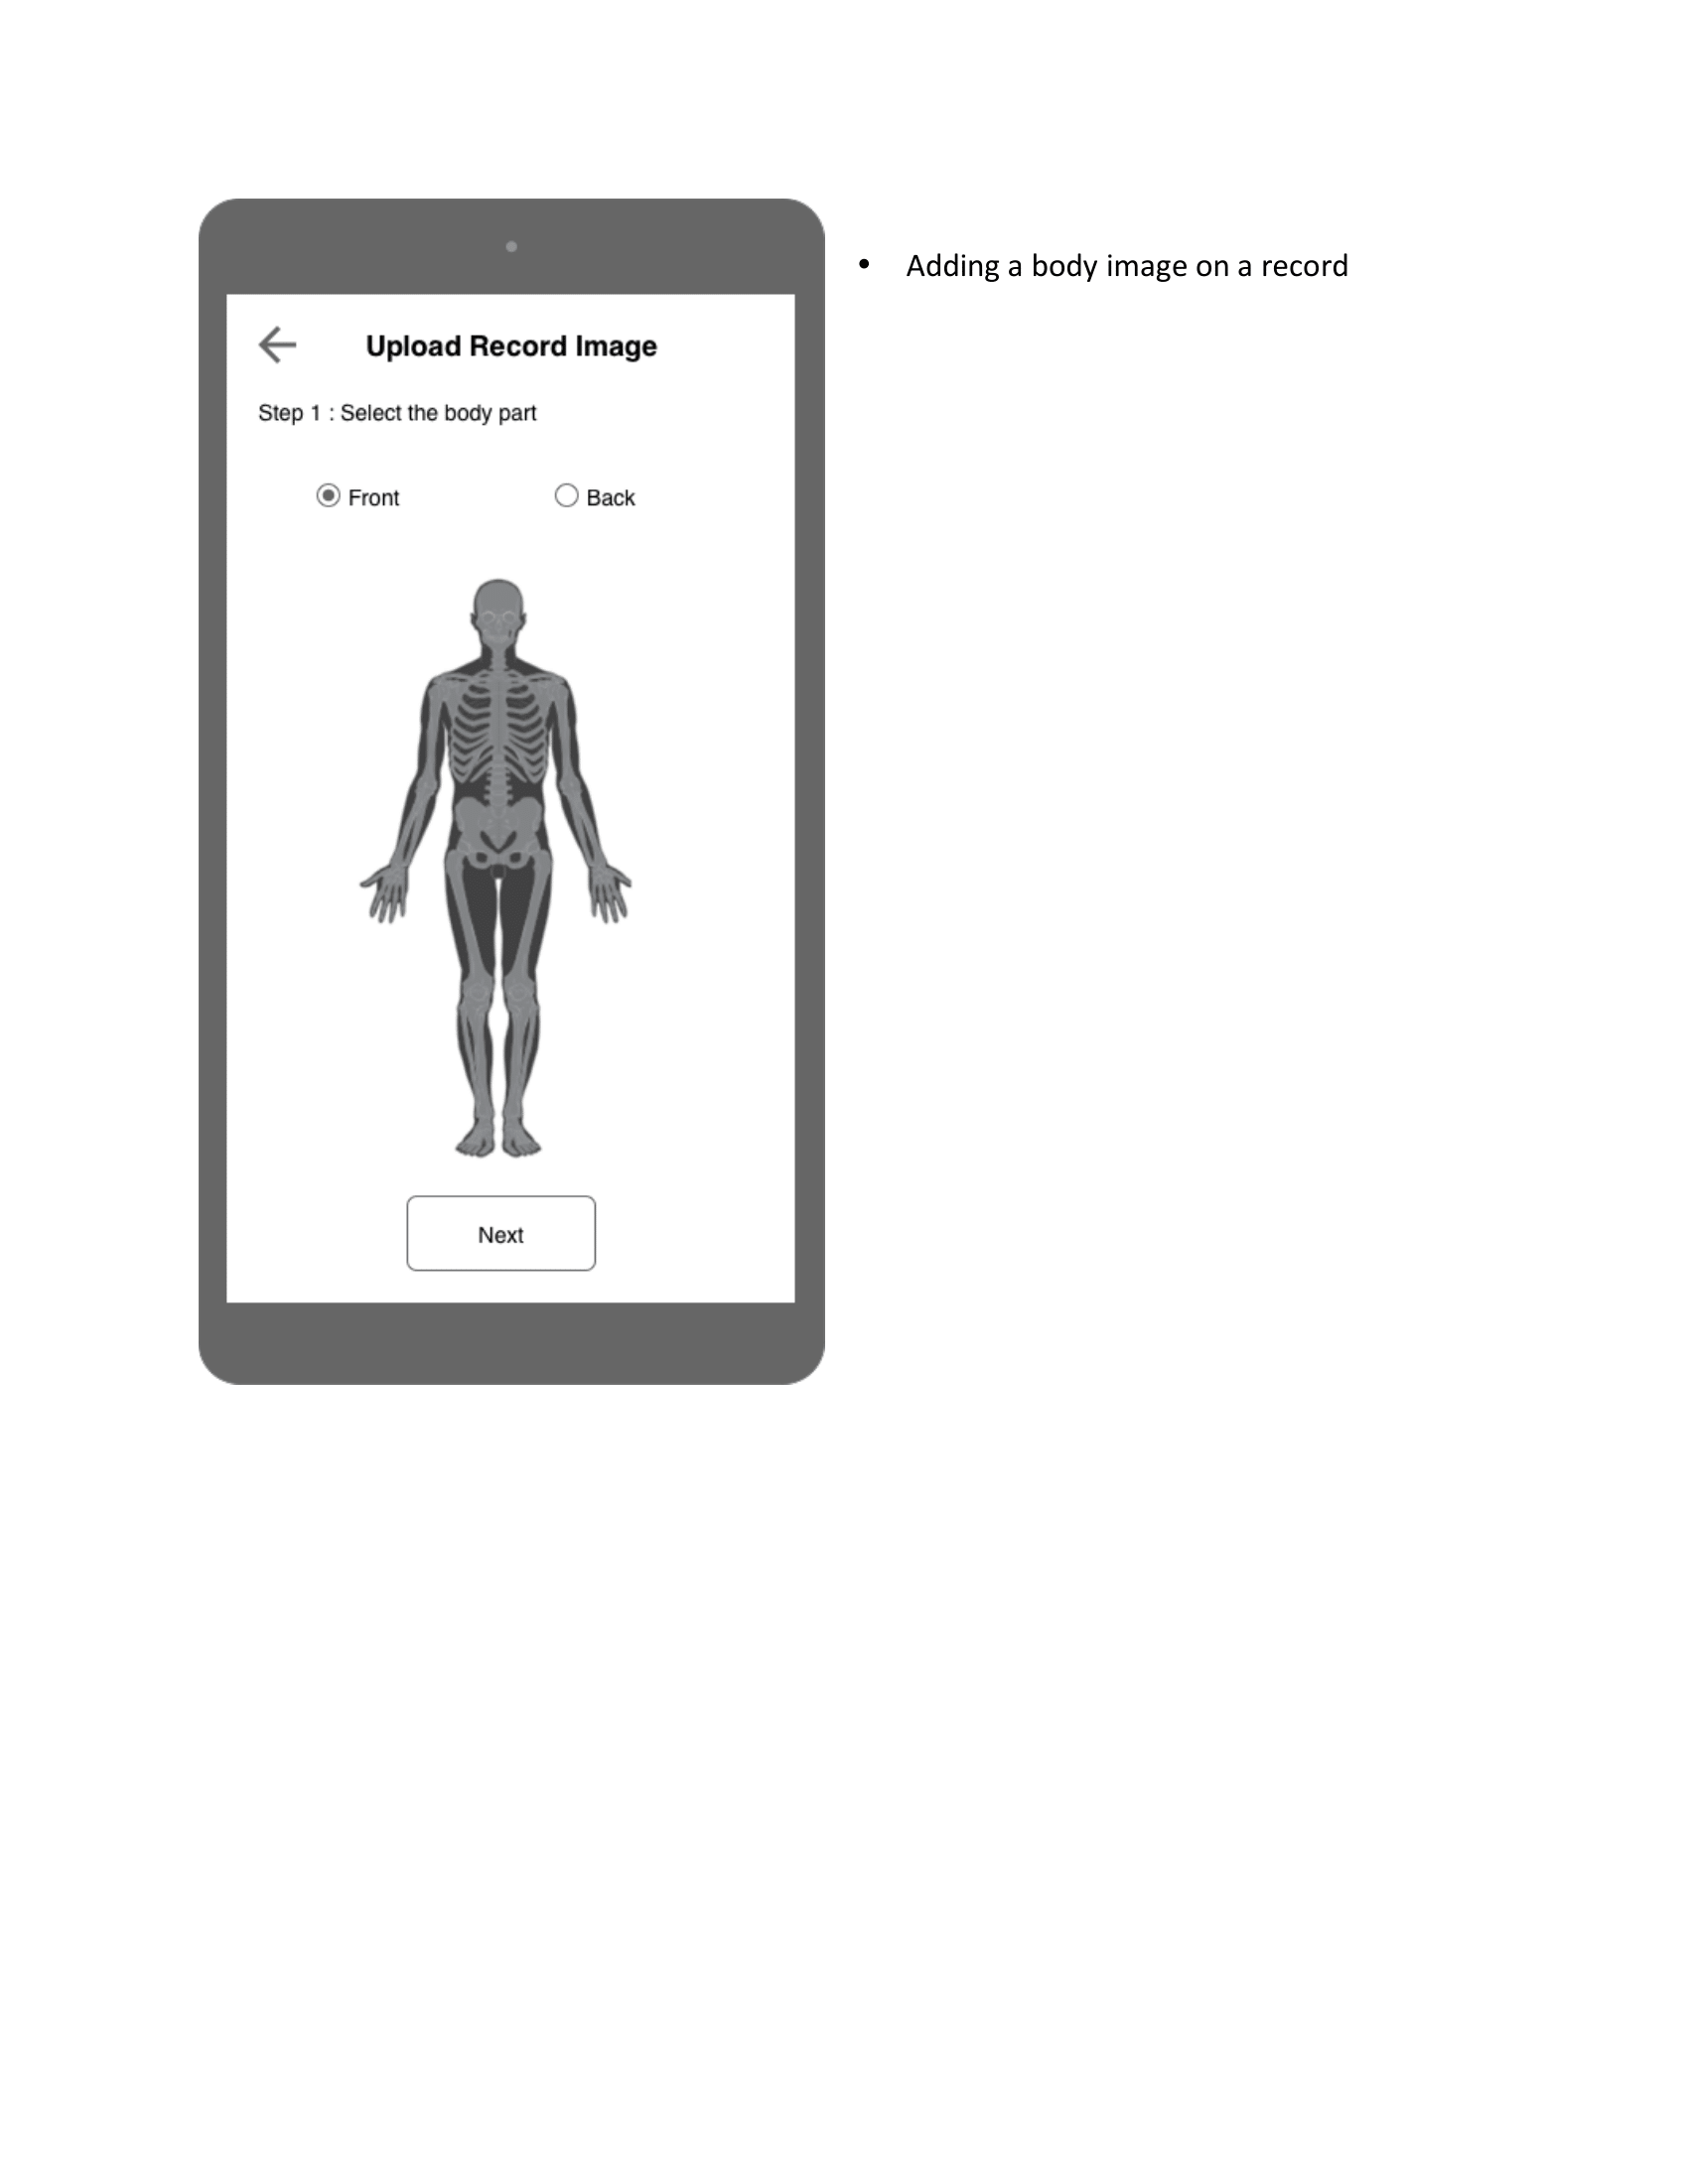 • Adding a body image on a record
Upload Record Image
Step 1 : Select the body part
Front Back
Next